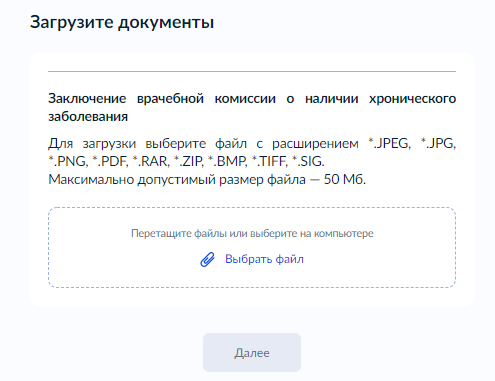 Загрузите документы
Заключение врачебной комиссии о наличии хронического
заболевания
Для загрузки выберите файл с расширением *.JPEG, *.JPG,
*.PNG, *.PDF, *.RAR, *.ZIP, *.BMP, *.TIFF, *.SIG.
Максимально допустимый размер файла — 50 Мб.
Перетащите файлы или выберите на компьютере
Выбрать файл
Далее